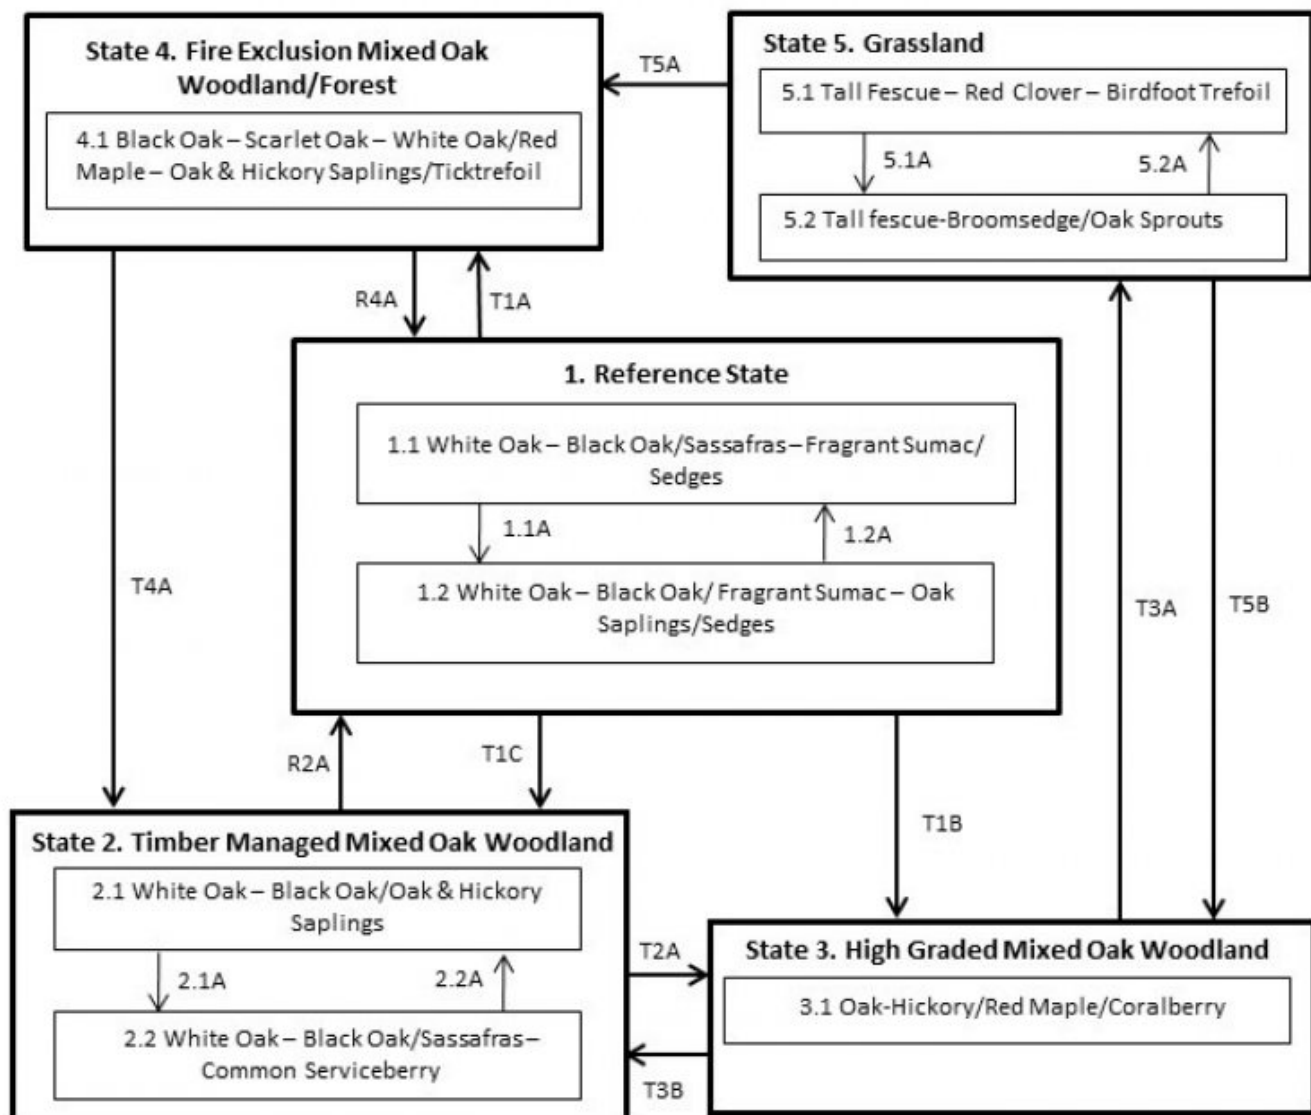 State 4. Fire Exclusion Mixed Oak
Woodland/Forest
4.1 Black Oak – Scarlet Oak – White Oak/Red
Maple – Oak & Hickory Saplings/Ticktrefoil
T5A
State 5. Grassland
5.1 Tall Fescue – Red Clover – Birdfoot Trefoil
5.1A
5.2A
5.2 Tall fescue-Broomsedge/Oak Sprouts
R4A
T1A
1. Reference State
1.1 White Oak – Black Oak/Sassafras–Fragrant Sumac/
Sedges
1.1A
1.2A
1.2 White Oak – Black Oak/ Fragrant Sumac – Oak
Saplings/Sedges
T4A
T3A
T5B
R2A
T1C
T1B
State 2. Timber Managed Mixed Oak Woodland
2.1 White Oak – Black Oak/Oak & Hickory
Saplings
2.1A
2.2A
2.2 White Oak – Black Oak/Sassafras–
Common Serviceberry
T2A
T3B
State 3. High Graded Mixed Oak Woodland
3.1 Oak-Hickory/Red Maple/Coralberry